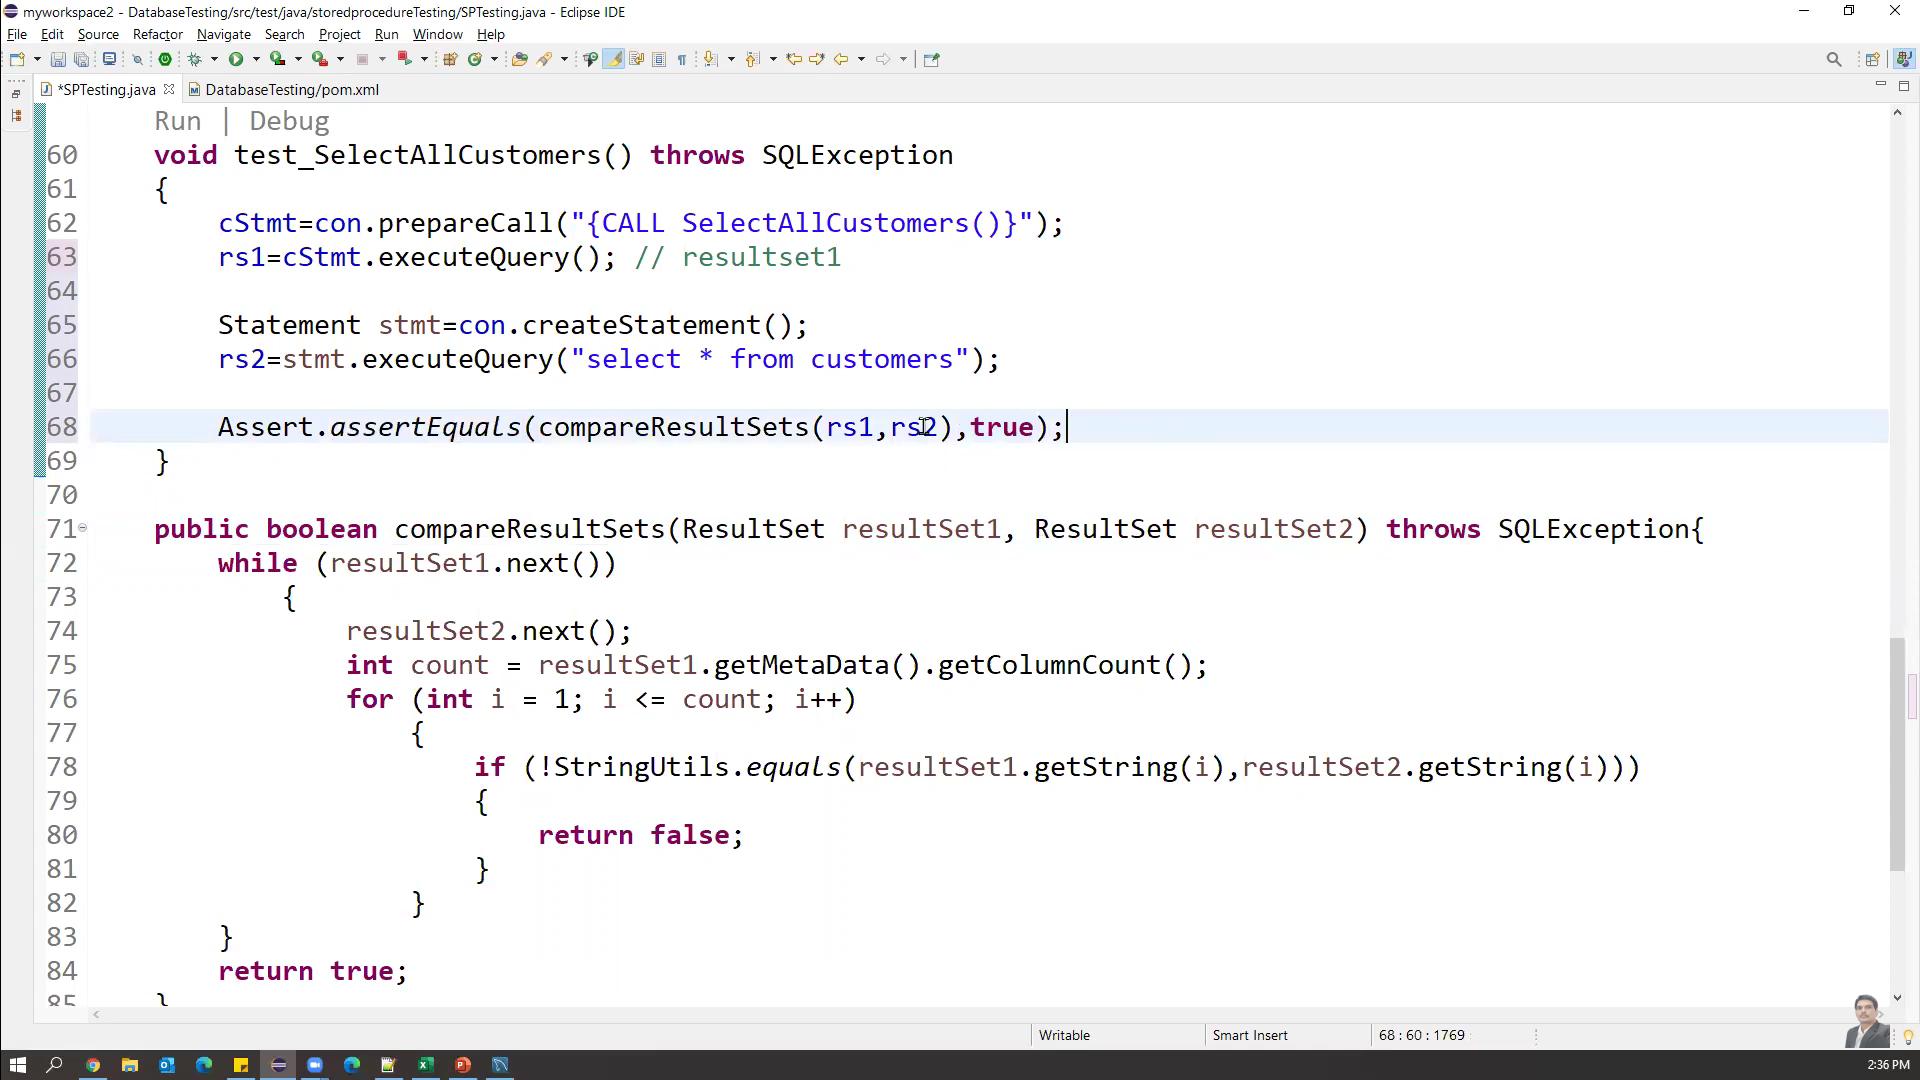 myworkspace2 - DatabaseTesting/src/test/java/storedprocedureTesting/SPTesting.java - Eclipse IDE
File Edit Source Refactor Navigate Search Project Run Window Help
*SPTesting.java DatabaseTesting/pom.xml
Run | Debug
60 void test_SelectAllCustomers() throws SQLException
61 {
62 cStmt=con.prepareCall("{CALL SelectAllCustomers()}");
63 rs1=cStmt.executeQuery(); // resultset1
64
65 Statement stmt=con.createStatement();
66 rs2=stmt.executeQuery("select * from customers");
67
68 Assert.assertEquals(compareResultSets(rs1,rs2),true);
69 }
70
71 public boolean compareResultSets(ResultSet resultSet1, ResultSet resultSet2) throws SQLException{
72 while (resultSet1.next())
73 {
74 resultSet2.next();
75 int count = resultSet1.getMetaData().getColumnCount();
76 for (int i = 1; i <= count; i++)
77 {
78 if (!StringUtils.equals(resultSet1.getString(i),resultSet2.getString(i)))
79 {
80 return false;
81 }
82 }
83 }
84 return true;
85 }
Writable Smart Insert 68 : 60 : 1769
2:36 PM